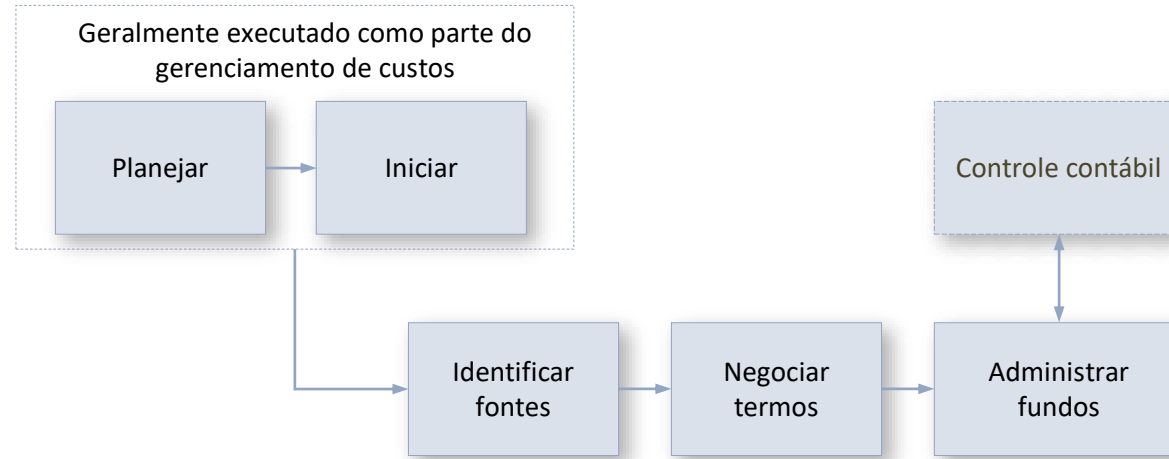 Geralmente executado como parte do
gerenciamento de custos
Planejar
Iniciar
Controle contábil
Identificar
fontes
Negociar
termos
Administrar
fundos